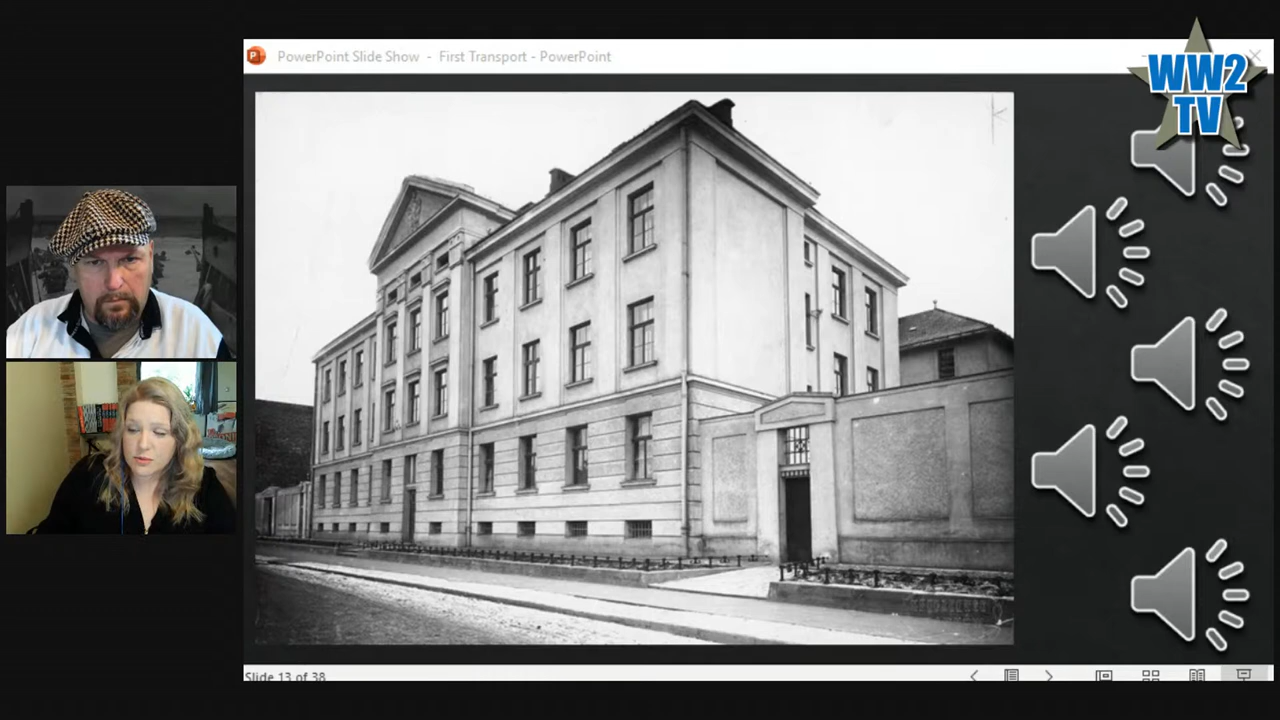 PowerPoint Slide Show - First Transport - PowerPoint
WW2
TV
Slide 13 of 38